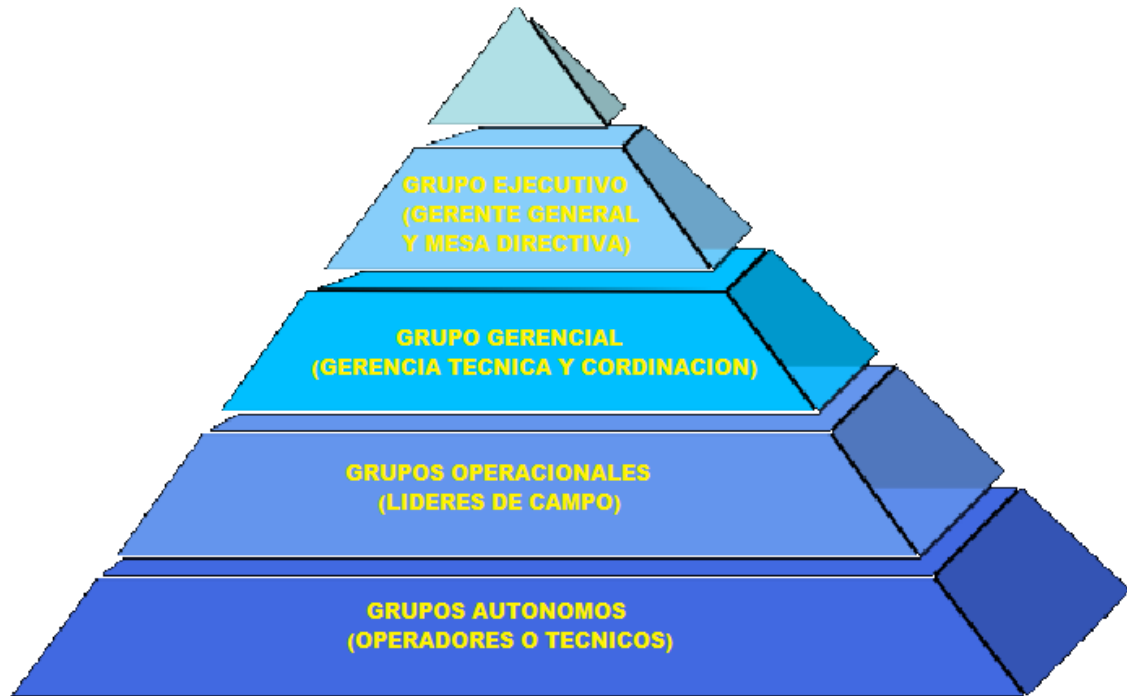 GRUPO EJECUTIVO
(GERENTE GENERAL
Y MESA DIRECTIVA)
GRUPO GERENCIAL
(GERENCIA TECNICA Y CORDINACION)
GRUPOS OPERACIONALES
(LIDERES DE CAMPO)
GRUPOS AUTONOMOS
(OPERADORES O TECNICOS)